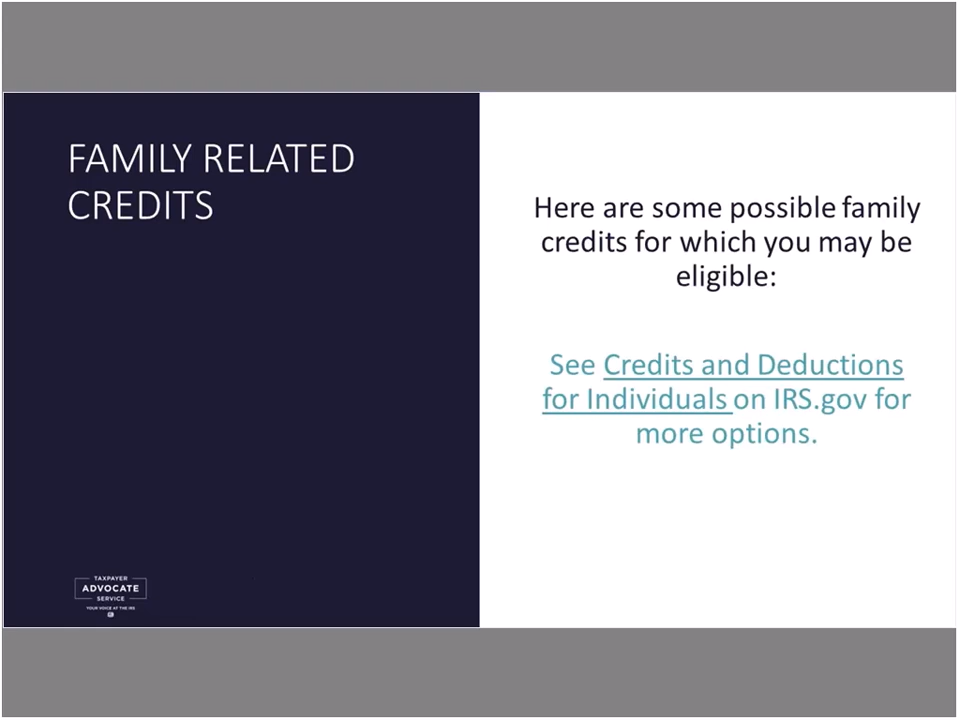 FAMILY RELATED
CREDITS
Here are some possible family
credits for which you may be
eligible:
See Credits and Deductions
for Individuals on IRS.gov for
more options.
TAXPAYER
ADVOCATE
SERVICE
YOUR VOICE AT THE IRS